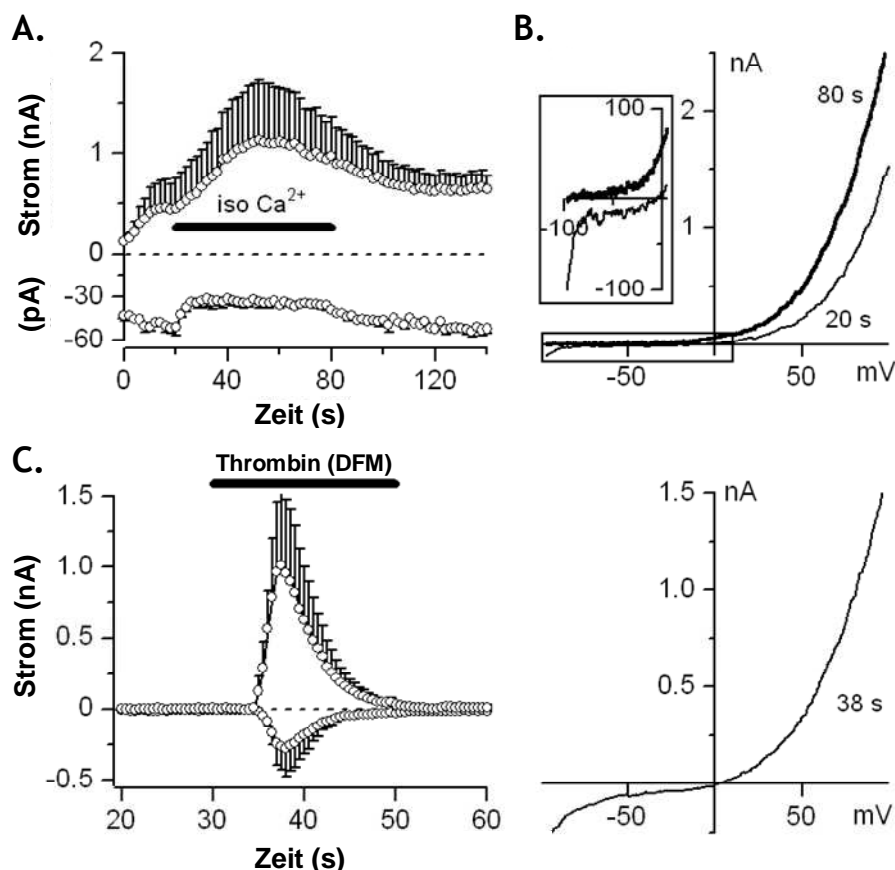 A.
Strom (nA)
2
1
0
iso Ca²⁺
(pA)
-30
-60
0
40
80
120
Zeit (s)
B.
nA
80 s
2
1
20 s
100
-100
-100
-50
50
mV
C.
Thrombin (DFM)
Strom (nA)
1.5
1.0
0.5
0
-0.5
20
30
40
50
60
Zeit (s)
nA
1.5
1.0
0.5
38 s
-50
50
mV